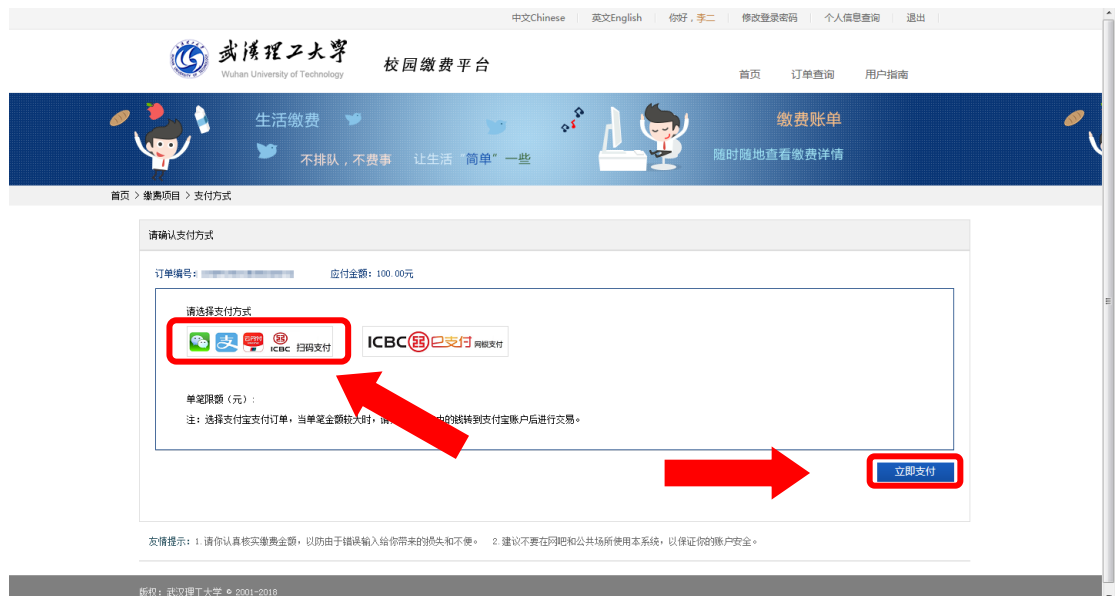 中文Chinese 英文English 你好，李二 修改登录密码 个人信息查询 退出
武汉理工大学
Wuhan University of Technology
校园缴费平台
首页 订单查询 用户指南
生活缴费
不排队，不费事 让生活“简单”一些
缴费账单
随时随地查看缴费详情
首页 > 缴费项目 > 支付方式
请确认支付方式
订单编号： 应付金额：100.00元
请选择支付方式
ICBC 扫码支付 ICBC 已支付 网银支付
单笔限额（元）：
注：选择支付宝支付订单，当单笔金额较大时，请 的钱转到支付宝账户后进行交易。
立即支付
友情提示：1.请你认真核实缴费金额，以防由于错误输入给你带来的损失和不便。 2.建议不要在网吧和公共场所使用本系统，以保证你的账户安全。
版权：武汉理工大学 © 2001-2018